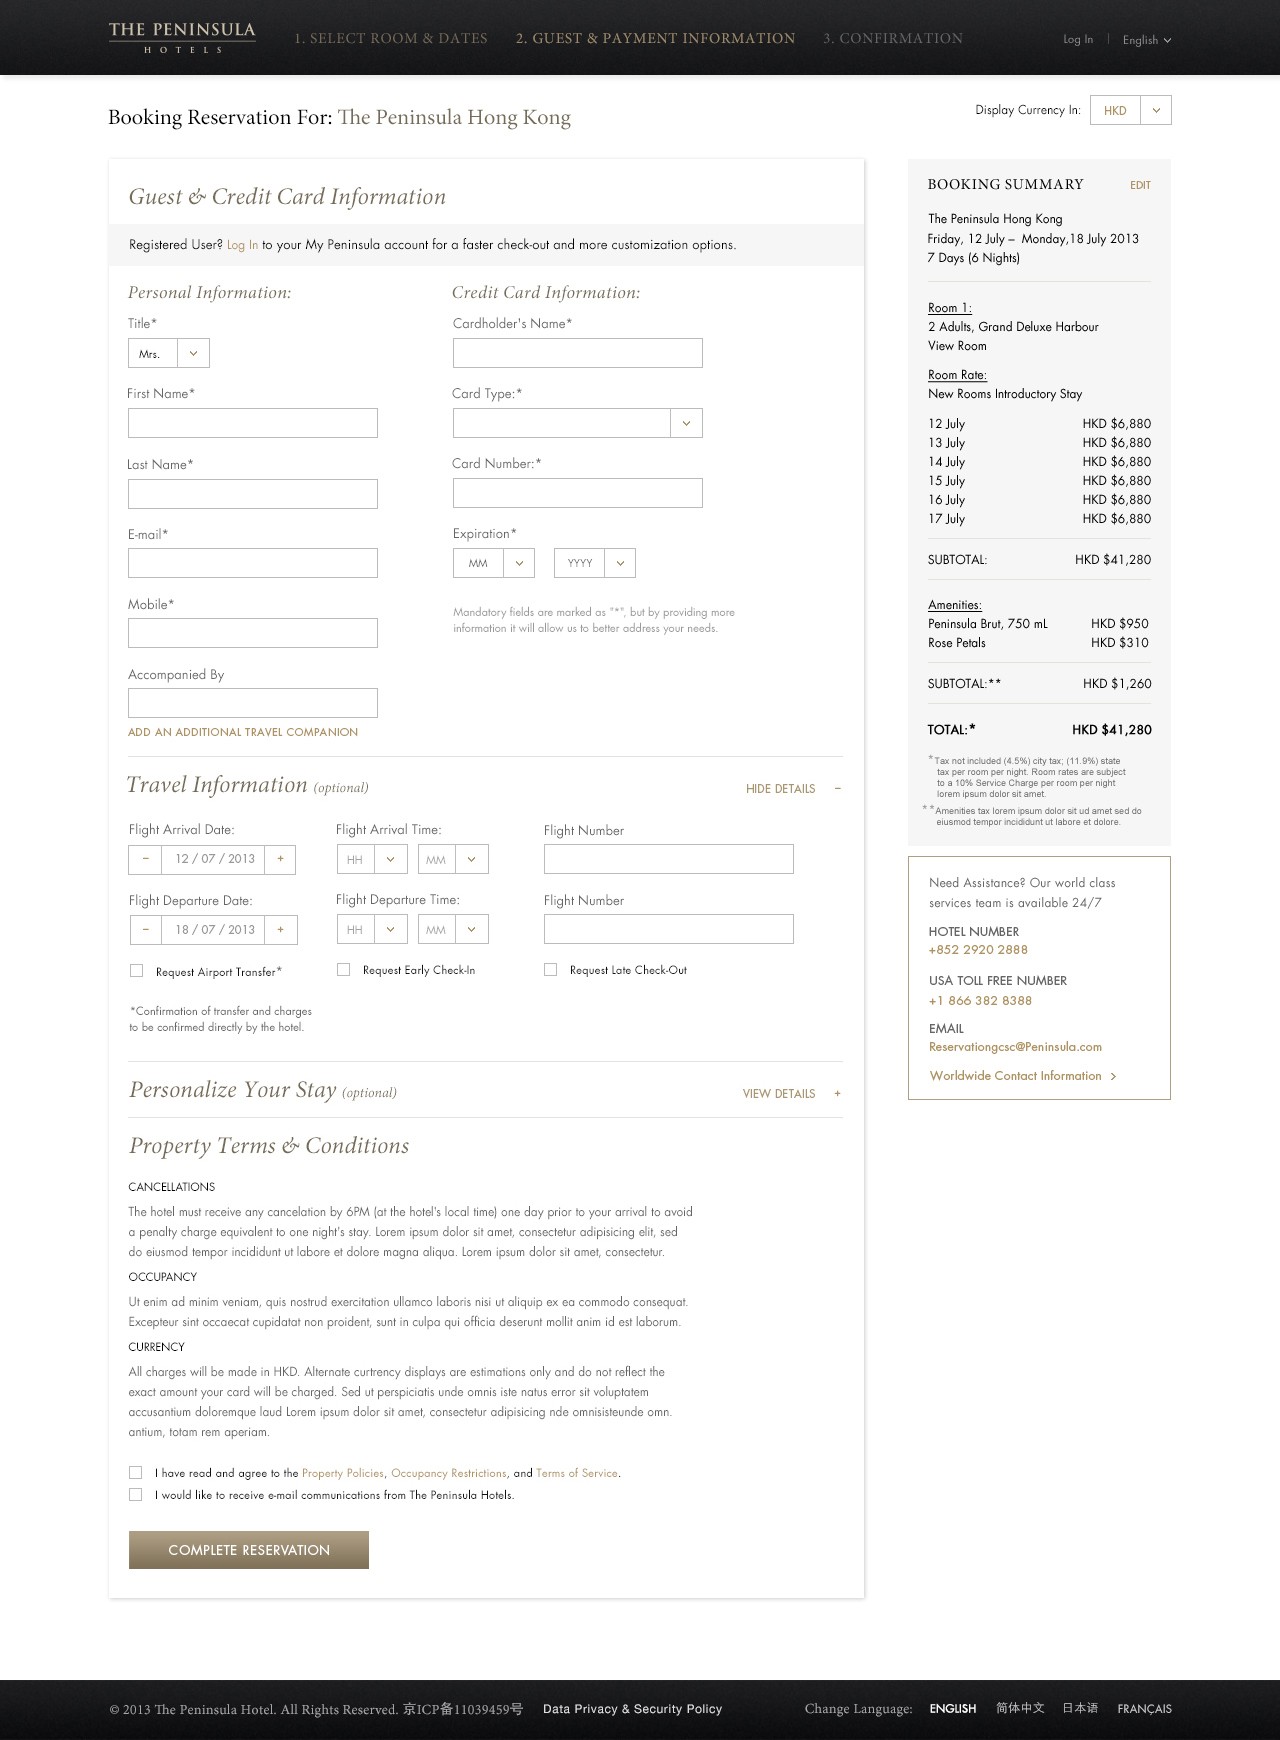 THE PENINSULA
HOTELS
1. SELECT ROOM & DATES
2. GUEST & PAYMENT INFORMATION
3. CONFIRMATION
Log In | English
Booking Reservation For: The Peninsula Hong Kong
Display Currency In: HKD
Guest & Credit Card Information
Registered User? Log In to your My Peninsula account for a faster check-out and more customization options.
Personal Information:
Title*
Mrs.
First Name*
Last Name*
E-mail*
Mobile*
Accompanied By
ADD AN ADDITIONAL TRAVEL COMPANION
Credit Card Information:
Cardholder's Name*
Card Type:*
Card Number:*
Expiration*
MM YYYY
Mandatory fields are marked as "*", but by providing more
information it will allow us to better address your needs.
Travel Information (optional)
HIDE DETAILS −
Flight Arrival Date:
− 12 / 07 / 2013 +
Flight Arrival Time:
HH MM
Flight Number
Flight Departure Date:
− 18 / 07 / 2013 +
Flight Departure Time:
HH MM
Flight Number
Request Airport Transfer*
Request Early Check-In
Request Late Check-Out
*Confirmation of transfer and charges
to be confirmed directly by the hotel.
Personalize Your Stay (optional)
VIEW DETAILS +
Property Terms & Conditions
CANCELLATIONS
The hotel must receive any cancelation by 6PM (at the hotel's local time) one day prior to your arrival to avoid
a penalty charge equivalent to one night's stay. Lorem ipsum dolor sit amet, consectetur adipisicing elit, sed
do eiusmod tempor incididunt ut labore et dolore magna aliqua. Lorem ipsum dolor sit amet, consectetur.
OCCUPANCY
Ut enim ad minim veniam, quis nostrud exercitation ullamco laboris nisi ut aliquip ex ea commodo consequat.
Excepteur sint occaecat cupidatat non proident, sunt in culpa qui officia deserunt mollit anim id est laborum.
CURRENCY
All charges will be made in HKD. Alternate curtrency displays are estimations only and do not reflect the
exact amount your card will be charged. Sed ut perspiciatis unde omnis iste natus error sit voluptatem
accusantium doloremque laud Lorem ipsum dolor sit amet, consectetur adipisicing nde omnisisteunde omn.
antium, totam rem aperiam.
I have read and agree to the Property Policies, Occupancy Restrictions, and Terms of Service.
I would like to receive e-mail communications from The Peninsula Hotels.
COMPLETE RESERVATION
BOOKING SUMMARY EDIT
The Peninsula Hong Kong
Friday, 12 July – Monday,18 July 2013
7 Days (6 Nights)
Room 1:
2 Adults, Grand Deluxe Harbour
View Room
Room Rate:
New Rooms Introductory Stay
12 July HKD $6,880
13 July HKD $6,880
14 July HKD $6,880
15 July HKD $6,880
16 July HKD $6,880
17 July HKD $6,880
SUBTOTAL: HKD $41,280
Amenities:
Peninsula Brut, 750 mL HKD $950
Rose Petals HKD $310
SUBTOTAL:** HKD $1,260
TOTAL:* HKD $41,280
*Tax not included (4.5%) city tax; (11.9%) state
tax per room per night. Room rates are subject
to a 10% Service Charge per room per night
lorem ipsum dolor sit amet.
**Amenities tax lorem ipsum dolor sit ud amet sed do
eiusmod tempor incididunt ut labore et dolore.
Need Assistance? Our world class
services team is available 24/7
HOTEL NUMBER
+852 2920 2888
USA TOLL FREE NUMBER
+1 866 382 8388
EMAIL
Reservationgcsc@Peninsula.com
Worldwide Contact Information >
© 2013 The Peninsula Hotel. All Rights Reserved. 京ICP备11039459号
Data Privacy & Security Policy
Change Language: ENGLISH 简体中文 日本语 FRANÇAIS